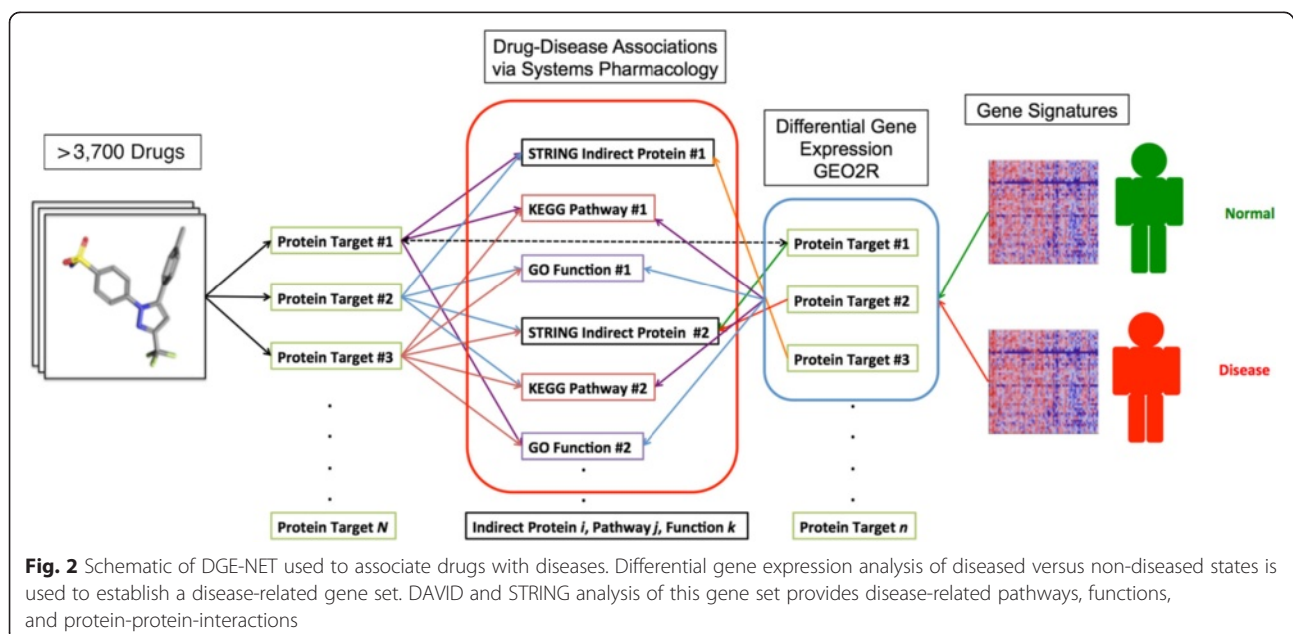 Drug-Disease Associations
via Systems Pharmacology
>3,700 Drugs
Differential Gene
Expression
GEO2R
Gene Signatures
STRING Indirect Protein #1
KEGG Pathway #1
GO Function #1
STRING Indirect Protein #2
KEGG Pathway #2
GO Function #2
Protein Target #1
Protein Target #2
Protein Target #3
Protein Target #1
Protein Target #2
Protein Target #3
Normal
Disease
Protein Target N
Indirect Protein i, Pathway j, Function k
Protein Target n
Fig. 2 Schematic of DGE-NET used to associate drugs with diseases. Differential gene expression analysis of diseased versus non-diseased states is
used to establish a disease-related gene set. DAVID and STRING analysis of this gene set provides disease-related pathways, functions,
and protein-protein-interactions